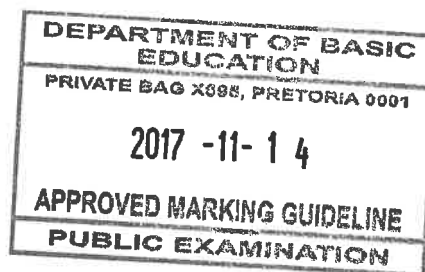 DEPARTMENT OF BASIC
EDUCATION
PRIVATE BAG X895, PRETORIA 0001
2017 -11- 1 4
APPROVED MARKING GUIDELINE
PUBLIC EXAMINATION